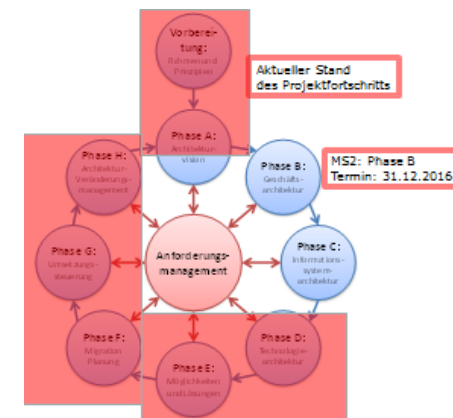 Vorberei-
tung:
Rahmen und
Prinzipien
Aktueller Stand
des Projektfortschritts
Phase A:
Architektur-
vision
Phase H:
Architektur-
Veränderungs-
management
Phase B:
Geschäfts-
architektur
MS2: Phase B
Termin: 31.12.2016
Phase G:
Umsetzungs-
steuerung
Anforderungs-
management
Phase C:
Informations-
system-
architektur
Phase F:
Migration
Planung
Phase D:
Technologie-
architektur
Phase E:
Möglichkeiten
und Lösungen